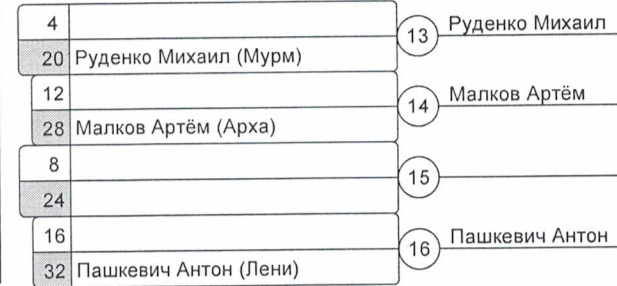 4
13 Руденко Михаил
20 Руденко Михаил (Мурм)
12
14 Малков Артём
28 Малков Артём (Арха)
8
15
24
16
16 Пашкевич Антон
32 Пашкевич Антон (Лени)